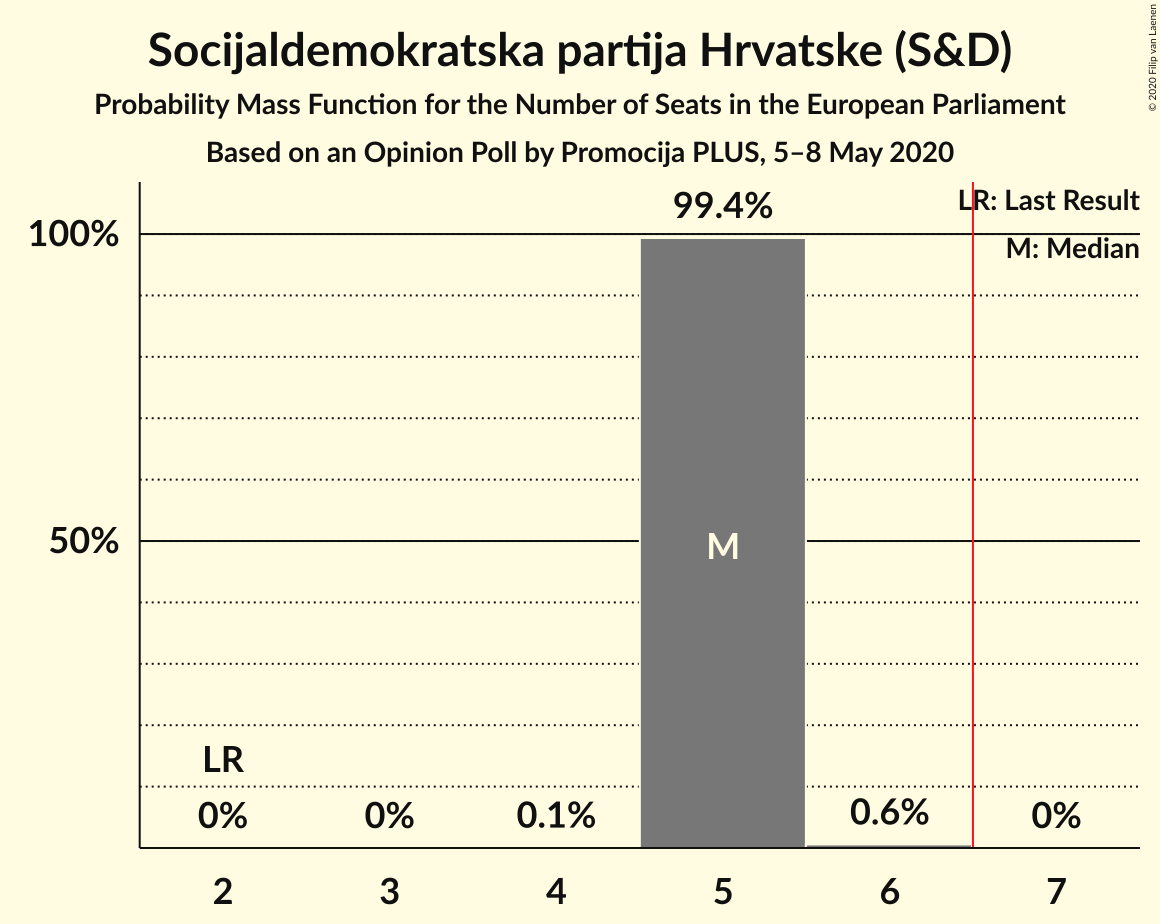 Socijaldemokratska partija Hrvatske (S&D)
Probability Mass Function for the Number of Seats in the European Parliament
Based on an Opinion Poll by Promocija PLUS, 5–8 May 2020
© 2020 Filip van Laenen
99.4%
LR: Last Result
100%
M: Median
50%
M
LR
0%
0%
0.1%
0.6%
0%
2
3
4
5
6
7